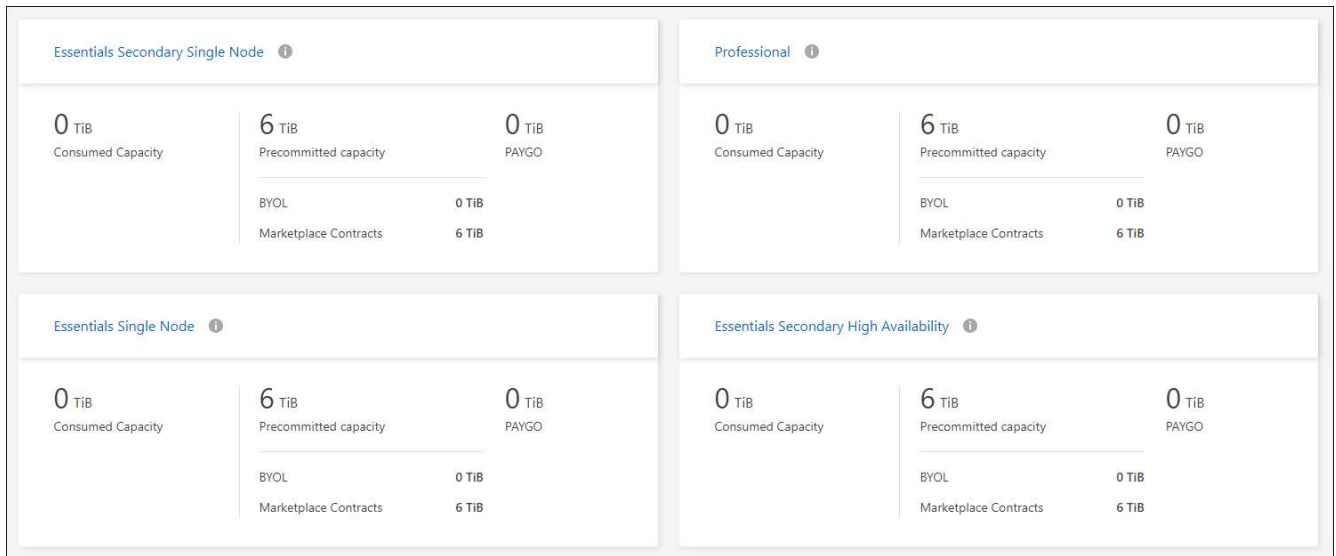 Essentials Secondary Single Node
0 TiB
Consumed Capacity
6 TiB
Precommitted capacity
0 TiB
PAYGO
BYOL 0 TiB
Marketplace Contracts 6 TiB
Professional
0 TiB
Consumed Capacity
6 TiB
Precommitted capacity
0 TiB
PAYGO
BYOL 0 TiB
Marketplace Contracts 6 TiB
Essentials Single Node
0 TiB
Consumed Capacity
6 TiB
Precommitted capacity
0 TiB
PAYGO
BYOL 0 TiB
Marketplace Contracts 6 TiB
Essentials Secondary High Availability
0 TiB
Consumed Capacity
6 TiB
Precommitted capacity
0 TiB
PAYGO
BYOL 0 TiB
Marketplace Contracts 6 TiB